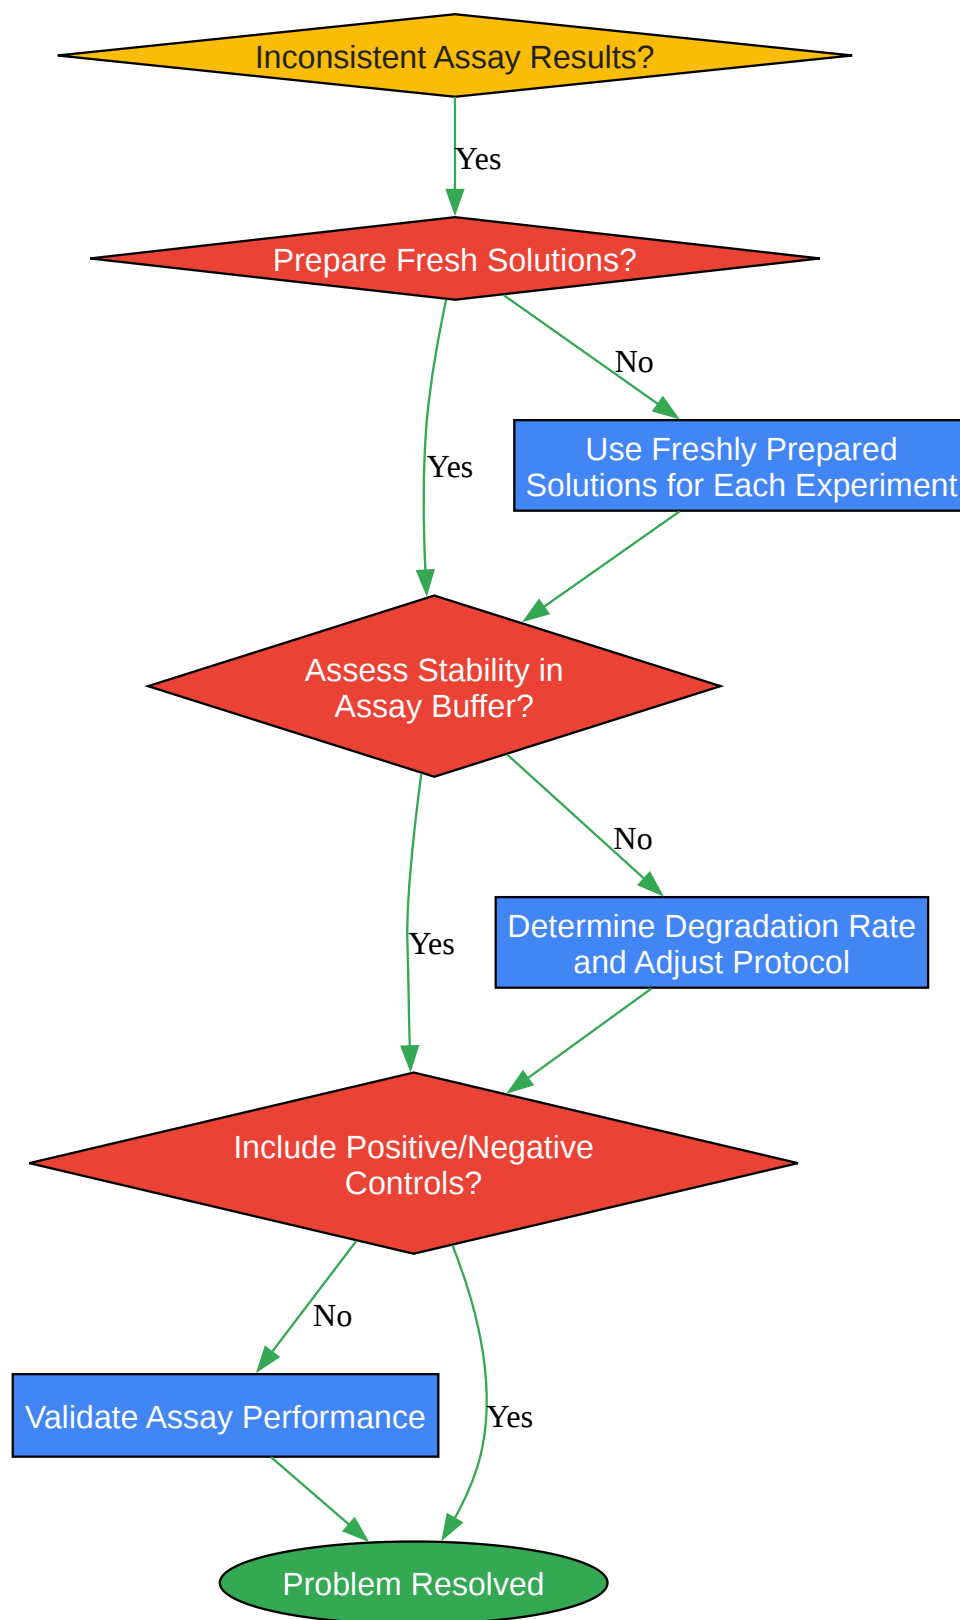 Inconsistent Assay Results?
Yes
Prepare Fresh Solutions?
No
Use Freshly Prepared
Solutions for Each Experiment
Yes
Assess Stability in
Assay Buffer?
No
Determine Degradation Rate
and Adjust Protocol
Yes
Include Positive/Negative
Controls?
No
Validate Assay Performance
Yes
Problem Resolved